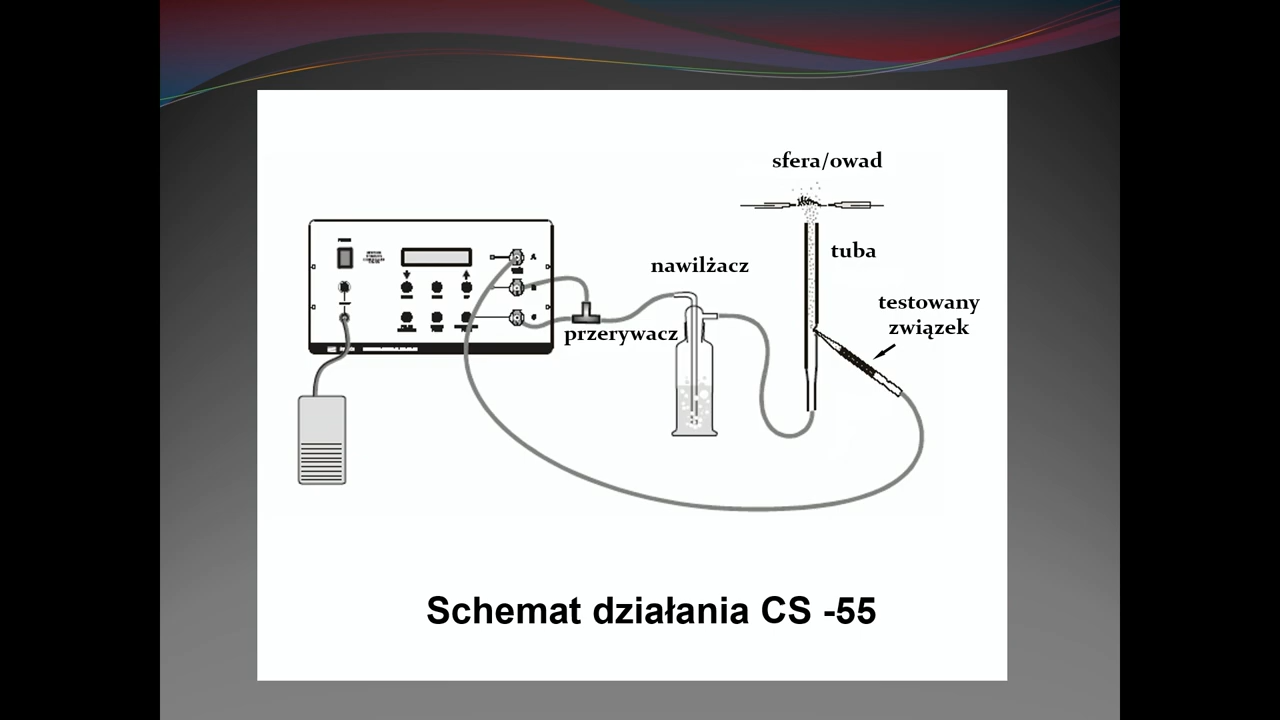 sfera/owad
tuba
nawilżacz
testowany
związek
przerywacz
A
B
C
Schemat działania CS -55